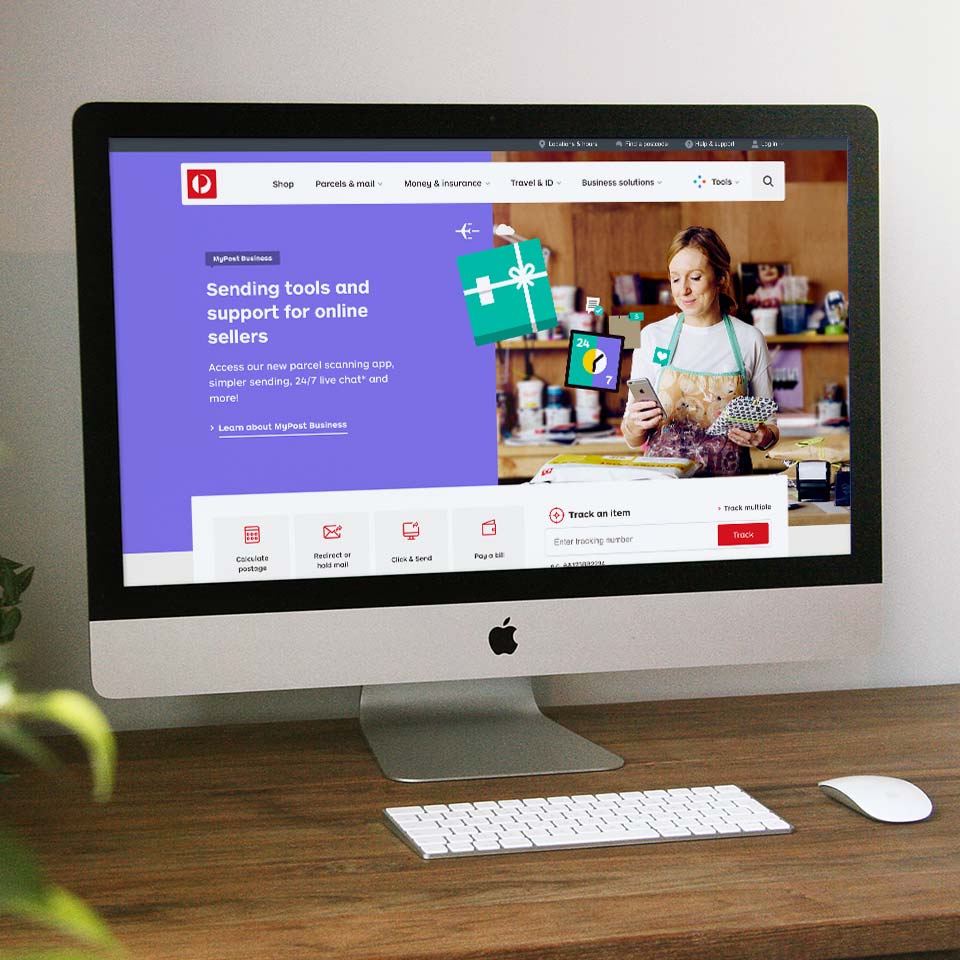 Locations & hours Find a postcode Help & support Log in
Shop Parcels & mail Money & insurance Travel & ID Business solutions Tools
MyPost Business
Sending tools and
support for online
sellers
Access our new parcel scanning app,
simpler sending, 24/7 live chat* and
more!
Learn about MyPost Business
24
7
Calculate
postage
Redirect or
hold mail
Click & Send
Pay a bill
Track an item
Track multiple
Enter tracking number
Track